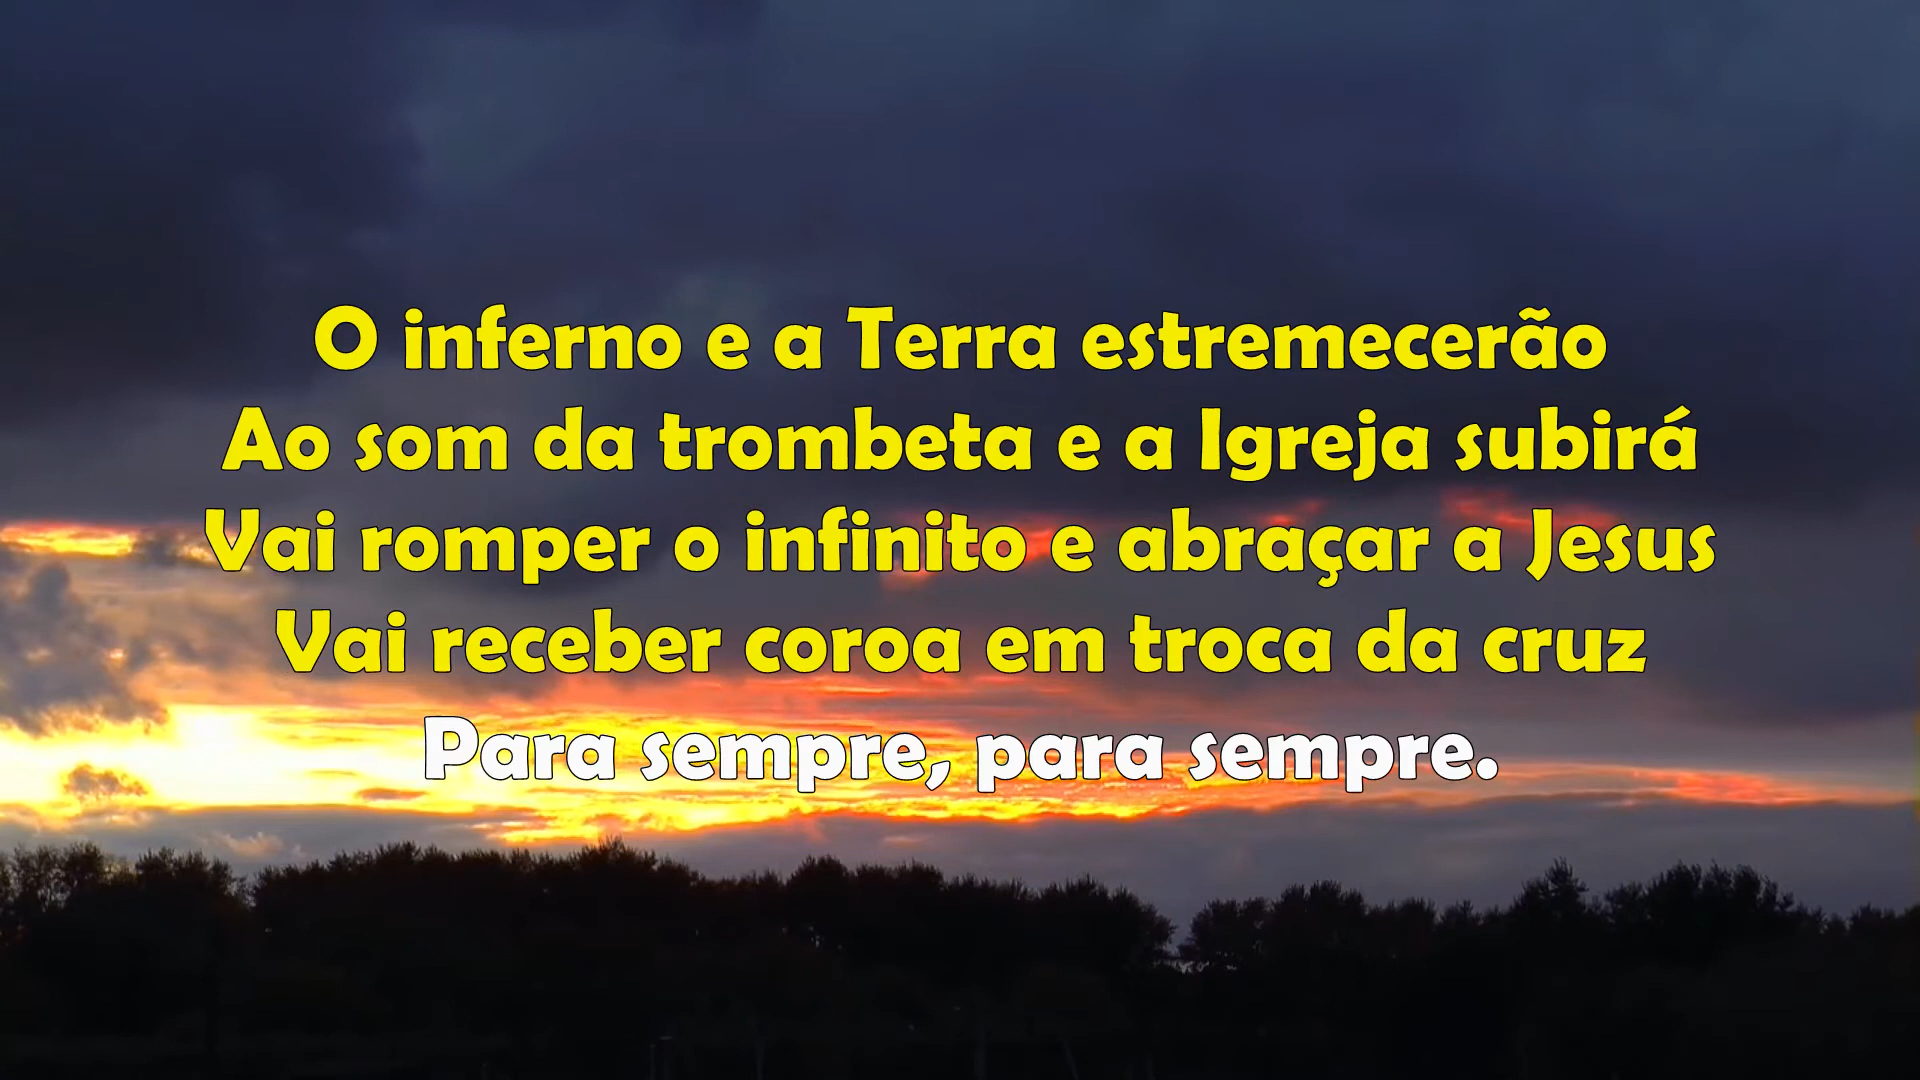 O inferno e a Terra estremecerão
Ao som da trombeta e a Igreja subirá
Vai romper o infinito e abraçar a Jesus
Vai receber coroa em troca da cruz
Para sempre, para sempre.